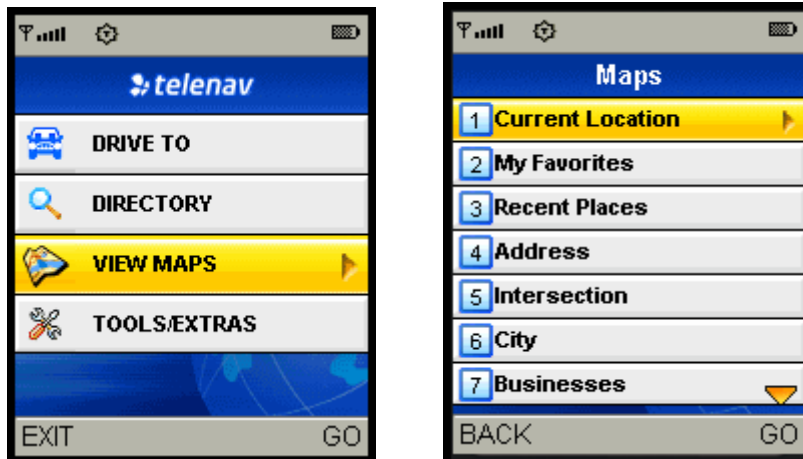 telenav
DRIVE TO
DIRECTORY
VIEW MAPS
TOOLS/EXTRAS
EXIT GO
Maps
1 Current Location
2 My Favorites
3 Recent Places
4 Address
5 Intersection
6 City
7 Businesses
BACK GO